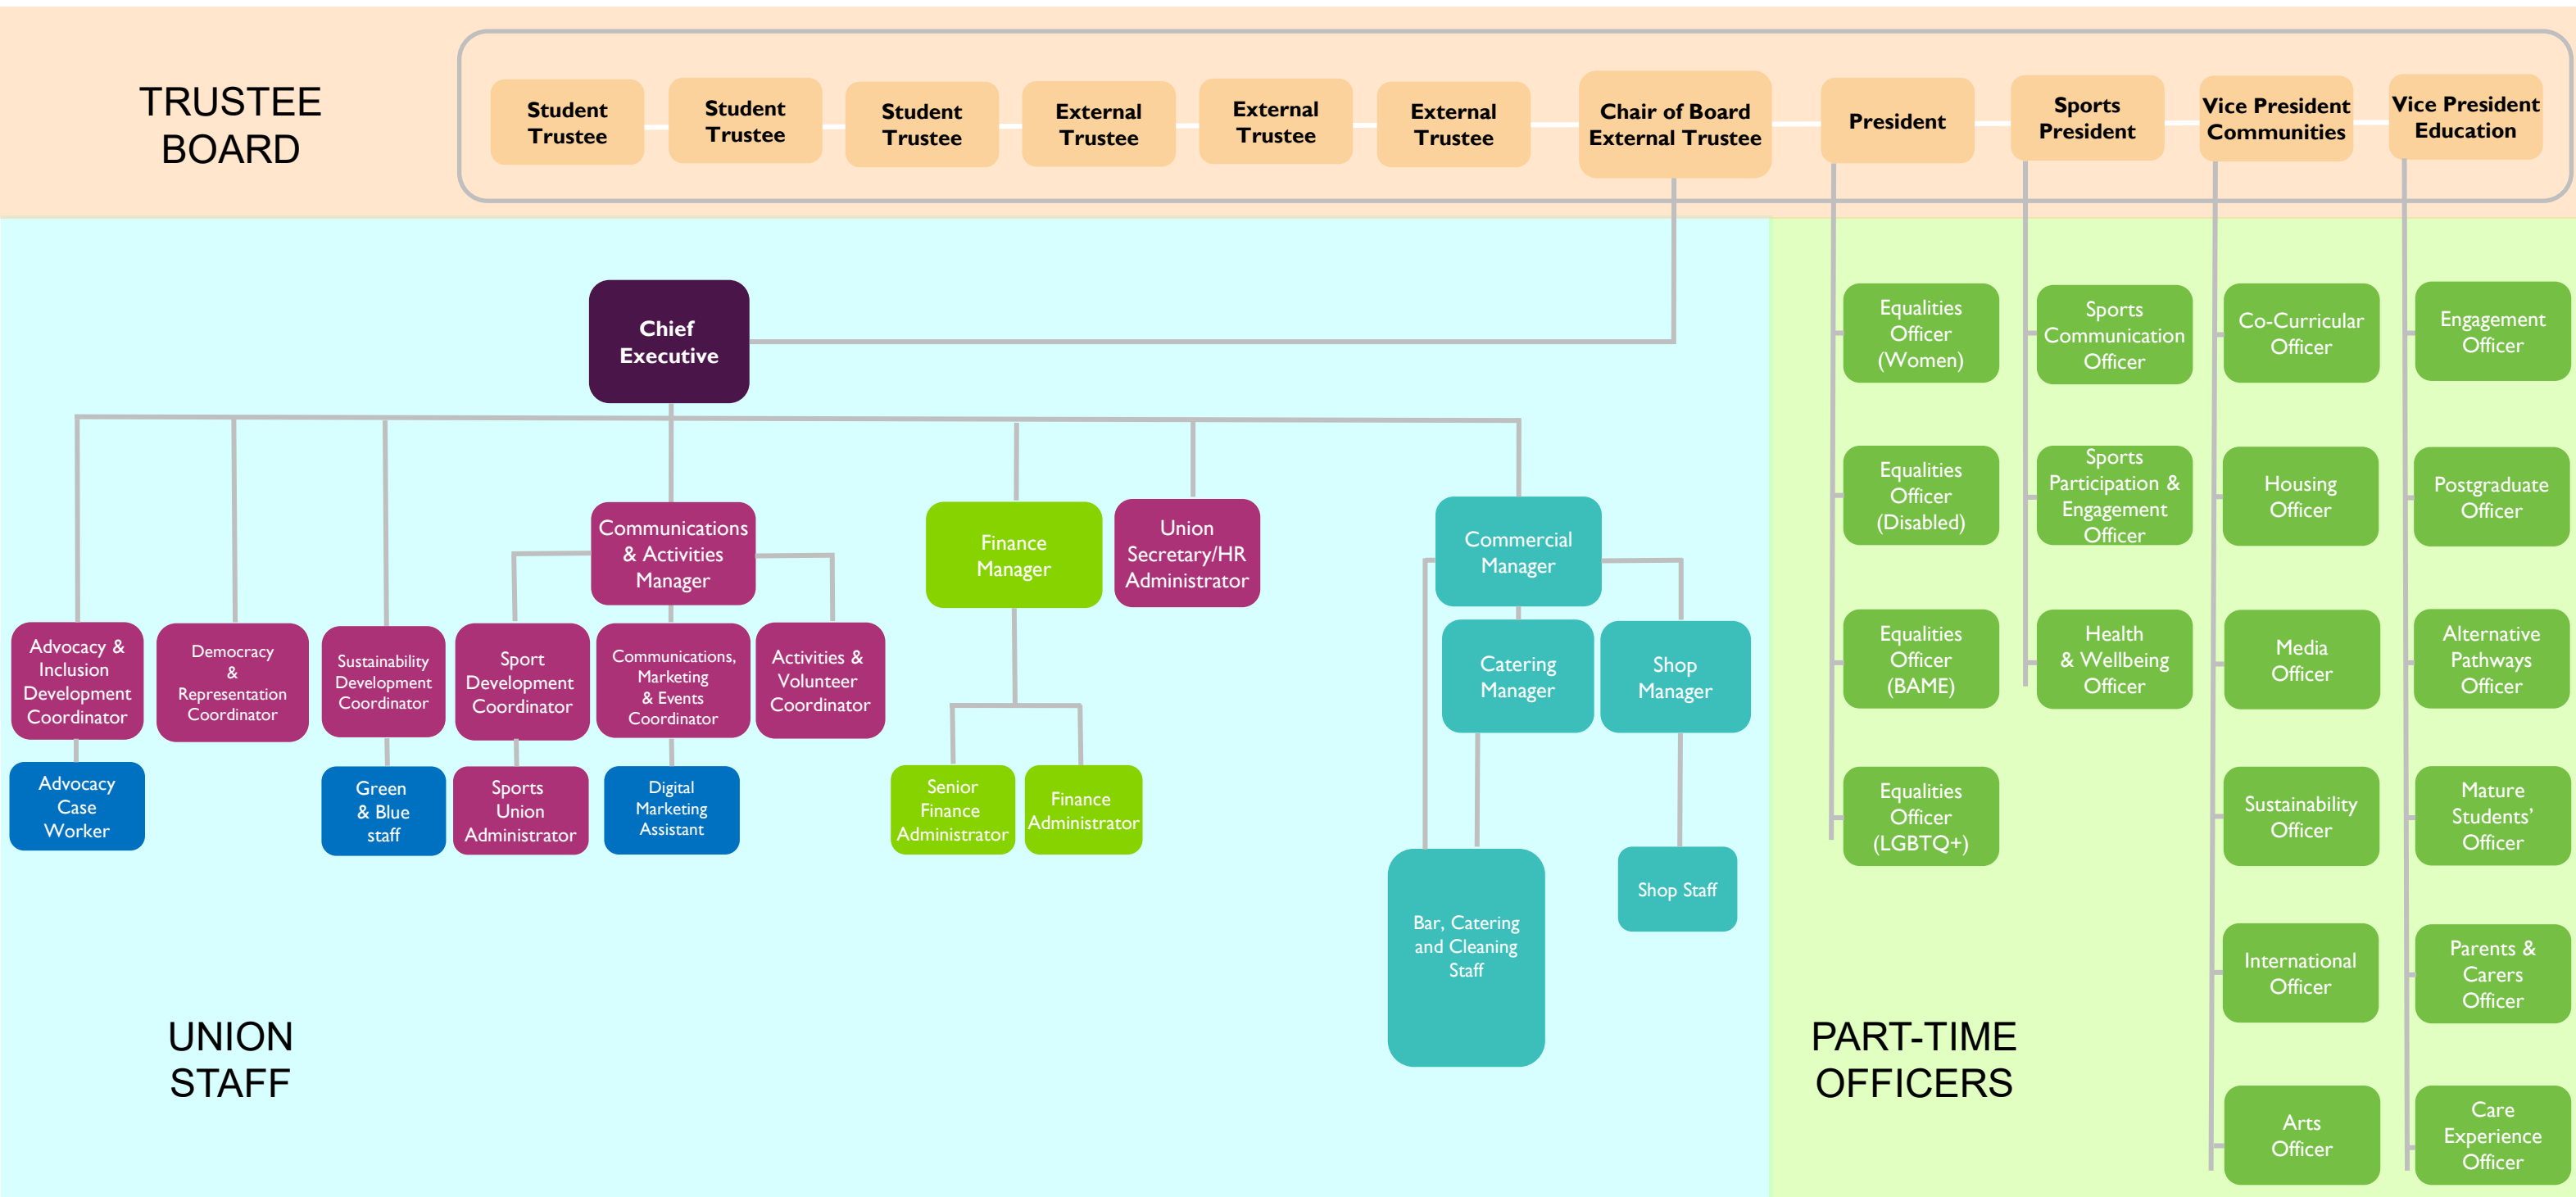 TRUSTEE
BOARD
Student
Trustee
Student
Trustee
Student
Trustee
External
Trustee
External
Trustee
External
Trustee
Chair of Board
External Trustee
President
Sports
President
Vice President
Communities
Vice President
Education
Chief
Executive
Communications
& Activities
Manager
Finance
Manager
Union
Secretary/HR
Administrator
Commercial
Manager
Advocacy &
Inclusion
Development
Coordinator
Democracy
&
Representation
Coordinator
Sustainability
Development
Coordinator
Sport
Development
Coordinator
Communications,
Marketing
& Events
Coordinator
Activities &
Volunteer
Coordinator
Catering
Manager
Shop
Manager
Advocacy
Case
Worker
Green
& Blue
staff
Sports
Union
Administrator
Digital
Marketing
Assistant
Senior
Finance
Administrator
Finance
Administrator
Bar, Catering
and Cleaning
Staff
Shop Staff
UNION
STAFF
Equalities
Officer
(Women)
Equalities
Officer
(Disabled)
Equalities
Officer
(BAME)
Equalities
Officer
(LGBTQ+)
Sports
Communication
Officer
Sports
Participation &
Engagement
Officer
Health
& Wellbeing
Officer
Co-Curricular
Officer
Housing
Officer
Media
Officer
Sustainability
Officer
International
Officer
Arts
Officer
Engagement
Officer
Postgraduate
Officer
Alternative
Pathways
Officer
Mature
Students’
Officer
Parents &
Carers
Officer
Care
Experience
Officer
PART-TIME
OFFICERS